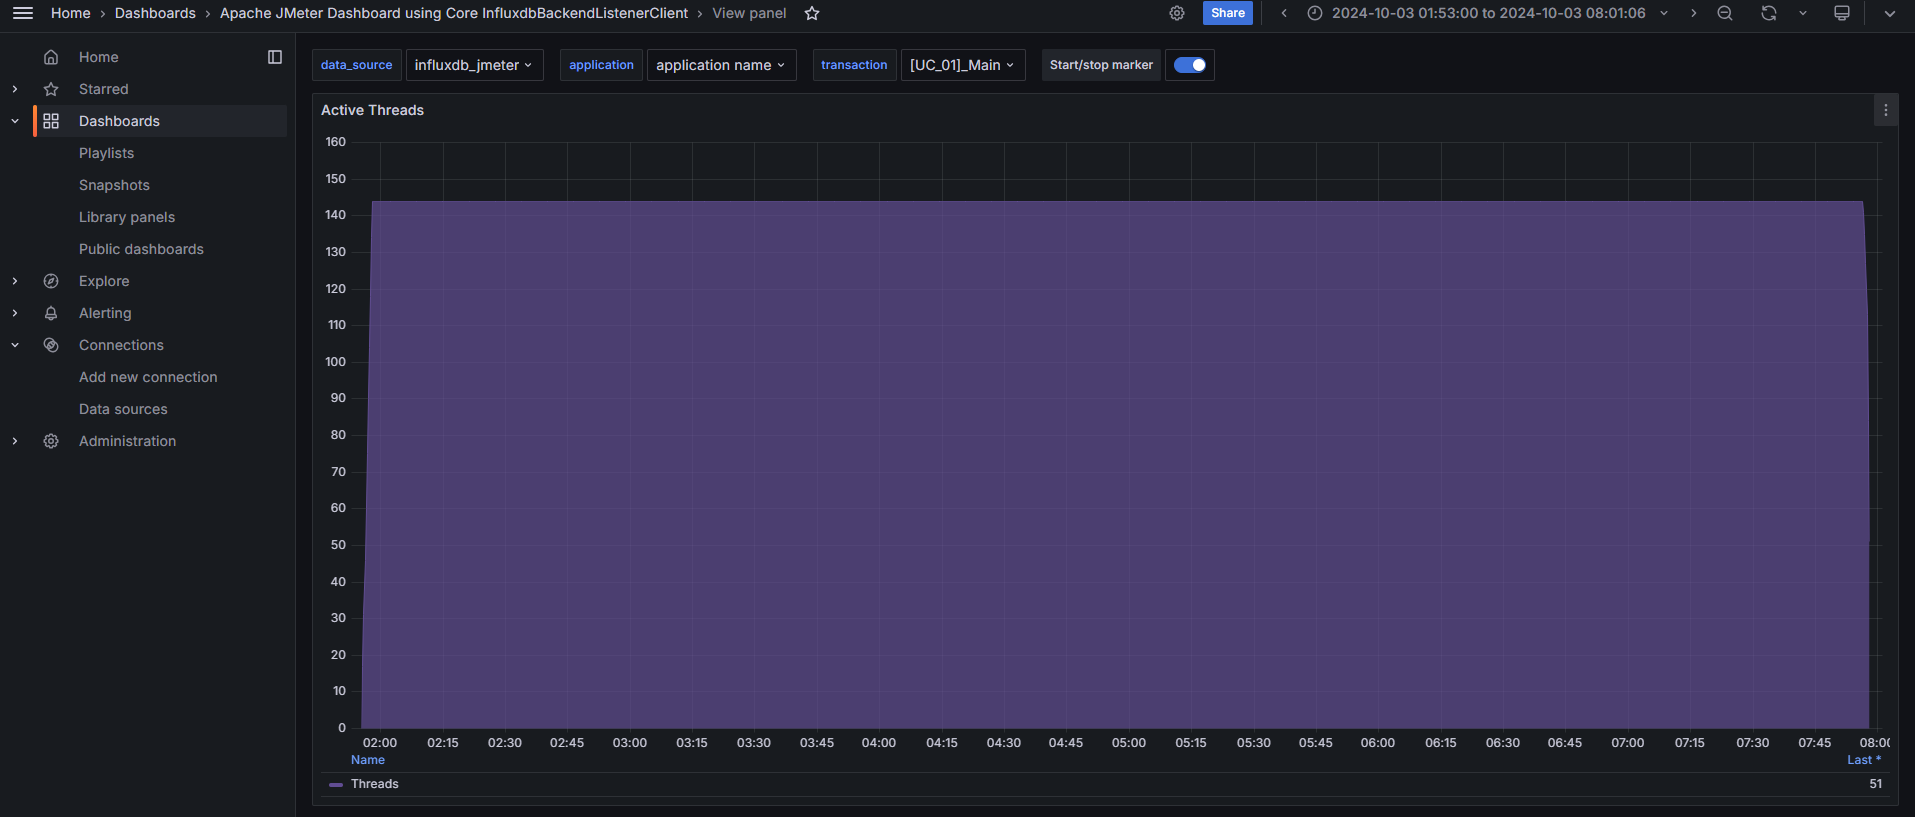 Home › Dashboards › Apache JMeter Dashboard using Core InfluxdbBackendListenerClient › View panel
Share
2024-10-03 01:53:00 to 2024-10-03 08:01:06
Home
Starred
Dashboards
Playlists
Snapshots
Library panels
Public dashboards
Explore
Alerting
Connections
Add new connection
Data sources
Administration
data_source influxdb_jmeter application application name transaction [UC_01]_Main Start/stop marker
Active Threads
160
150
140
130
120
110
100
90
80
70
60
50
40
30
20
10
0
02:00 02:15 02:30 02:45 03:00 03:15 03:30 03:45 04:00 04:15 04:30 04:45 05:00 05:15 05:30 05:45 06:00 06:15 06:30 06:45 07:00 07:15 07:30 07:45 08:00
Name Last *
Threads 51